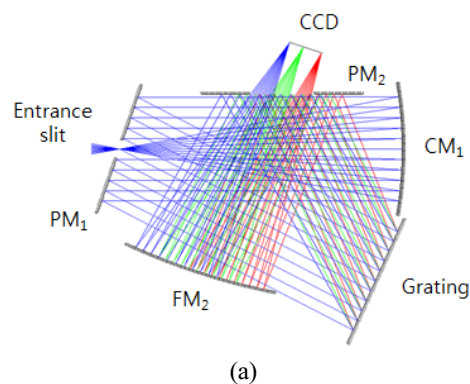 CCD
PM2
Entrance
slit
CM1
PM1
Grating
FM2
(a)